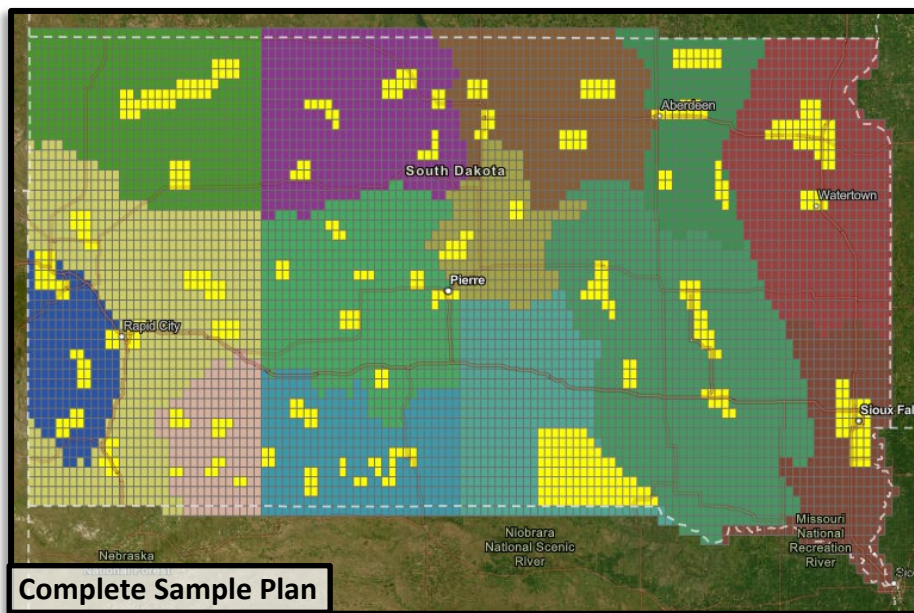 Aberdeen
South Dakota
Watertown
Pierre
Rapid City
Sioux Fal
Missouri
National
Recreation
River
Niobrara
National Scenic
River
Nebraska
Complete Sample Plan